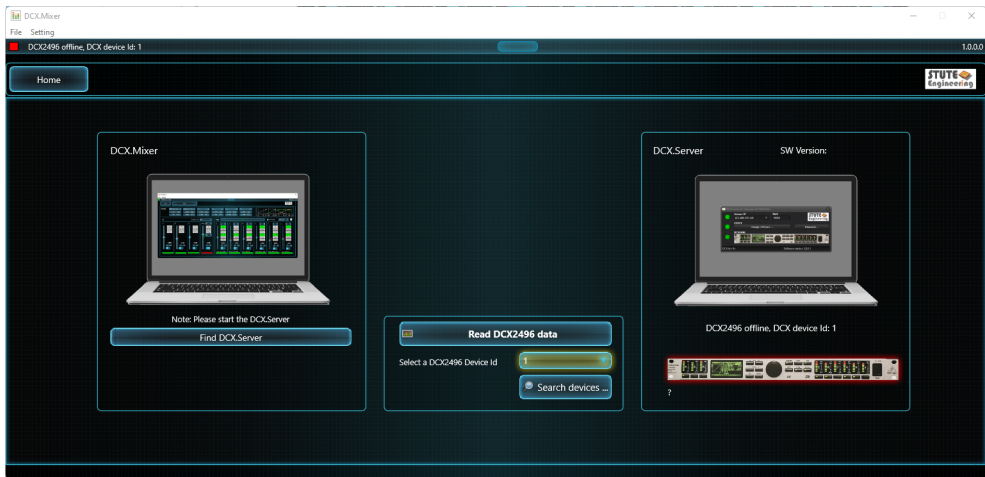 DCX.Mixer
File Setting
DCX2496 offline, DCX device Id: 1
1.0.0.0
Home
STUTE
Engineering
DCX.Mixer
Note: Please start the DCX.Server
Find DCX.Server
Read DCX2496 data
Select a DCX2496 Device Id
1
Search devices ...
DCX.Server SW Version:
DCX2496 offline, DCX device Id: 1
?